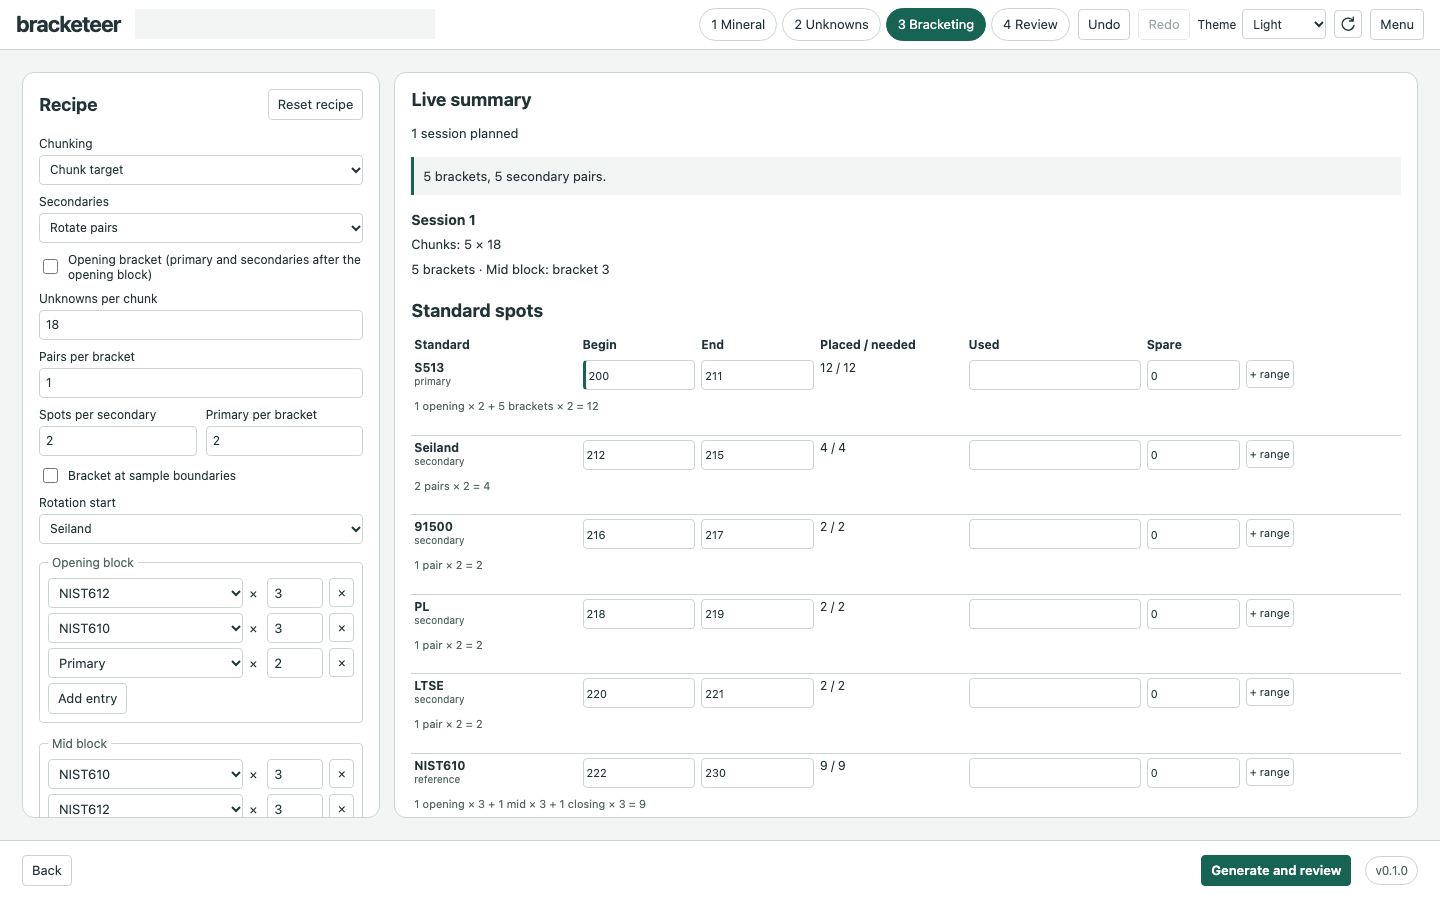 bracketeer
1 Mineral
2 Unknowns
3 Bracketing
4 Review
Undo
Redo
Theme
Light
Menu
Recipe
Reset recipe
Chunking
Chunk target
Secondaries
Rotate pairs
Opening bracket (primary and secondaries after the
opening block)
Unknowns per chunk
18
Pairs per bracket
1
Spots per secondary
Primary per bracket
2
2
Bracket at sample boundaries
Rotation start
Seiland
Opening block
NIST612 × 3 ×
NIST610 × 3 ×
Primary × 2 ×
Add entry
Mid block
NIST610 × 3 ×
NIST612 × 3 ×
Live summary
1 session planned
5 brackets, 5 secondary pairs.
Session 1
Chunks: 5 × 18
5 brackets · Mid block: bracket 3
Standard spots
Standard Begin End Placed / needed Used Spare
S513 200 211 12 / 12 0 + range
primary
1 opening × 2 + 5 brackets × 2 = 12
Seiland 212 215 4 / 4 0 + range
secondary
2 pairs × 2 = 4
91500 216 217 2 / 2 0 + range
secondary
1 pair × 2 = 2
PL 218 219 2 / 2 0 + range
secondary
1 pair × 2 = 2
LTSE 220 221 2 / 2 0 + range
secondary
1 pair × 2 = 2
NIST610 222 230 9 / 9 0 + range
reference
1 opening × 3 + 1 mid × 3 + 1 closing × 3 = 9
Back
Generate and review
v0.1.0